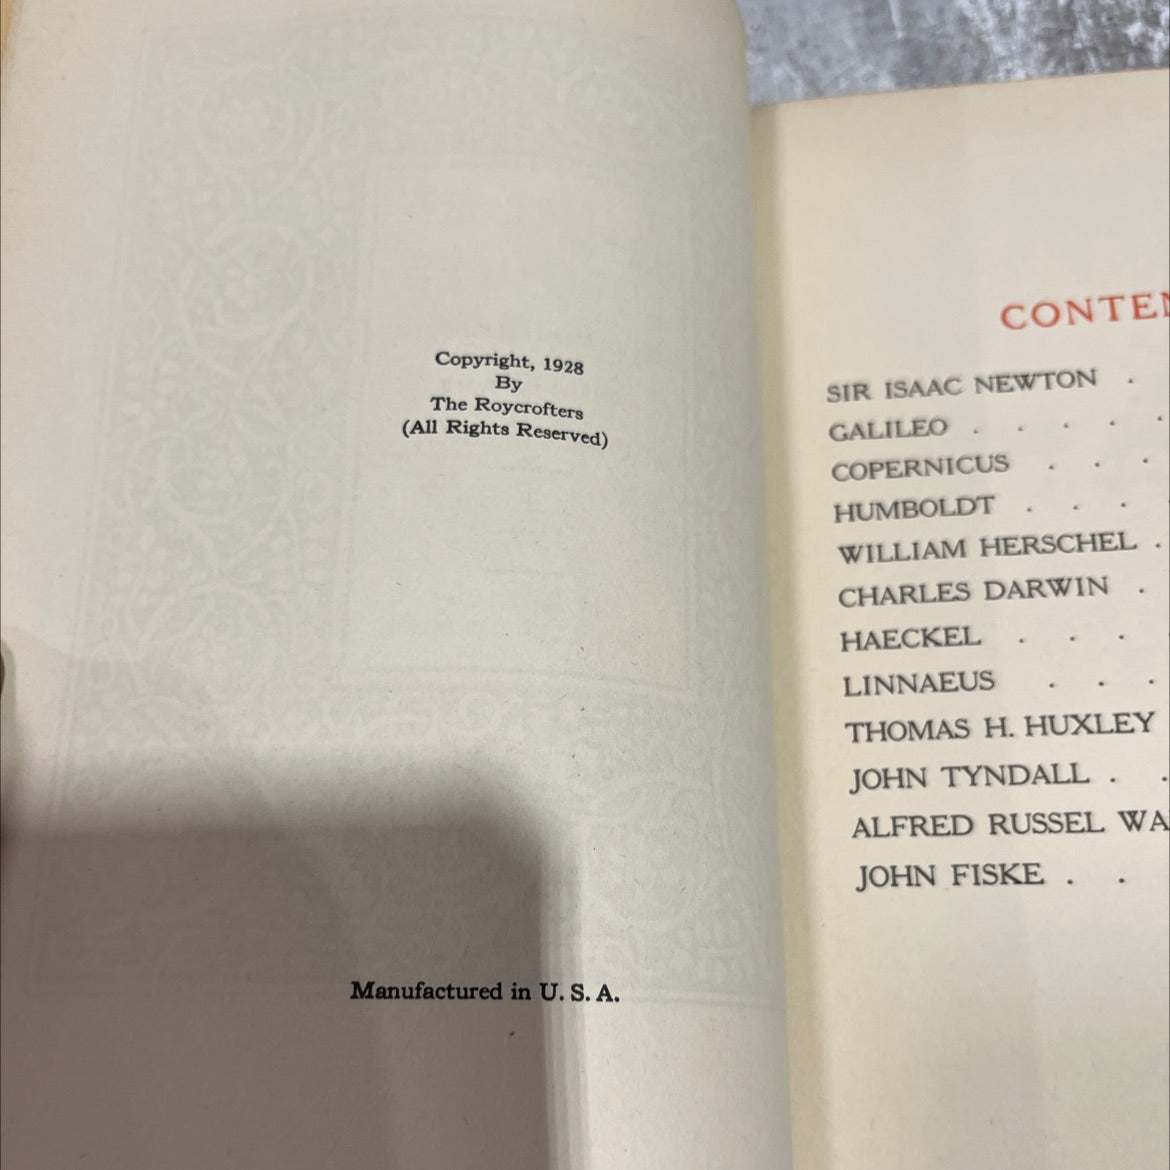 Copyright, 1928
By
The Roycrofters
(All Rights Reserved)
Manufactured in U. S. A.
CONTEN
SIR ISAAC NEWTON .
GALILEO . . . . .
COPERNICUS . . .
HUMBOLDT . . .
WILLIAM HERSCHEL .
CHARLES DARWIN .
HAECKEL . . .
LINNAEUS . . .
THOMAS H. HUXLEY
JOHN TYNDALL . .
ALFRED RUSSEL WA
JOHN FISKE . .